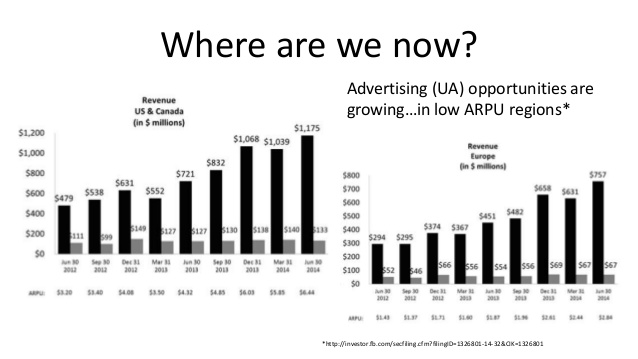 Where are we now?
Advertising (UA) opportunities are
growing...in low ARPU regions*
Revenue
US & Canada
(in $ millions)
$1,200
$1,000
$800
$600
$400
$200
$0
$479 $538 $631 $552 $721 $832 $1,068 $1,039 $1,175
$111 $99 $149 $127 $127 $130 $138 $140 $133
Jun 30 Sep 30 Dec 31 Mar 31 Jun 30 Sep 30 Dec 31 Mar 31 Jun 30
2012 2012 2012 2013 2013 2013 2013 2014 2014
ARPU: $3.20 $3.40 $4.08 $3.50 $4.32 $4.85 $6.03 $5.85 $6.44
Revenue
Europe
(in $ millions)
$800
$700
$600
$500
$400
$300
$200
$100
$0
$294 $295 $374 $367 $451 $482 $658 $631 $757
$52 $46 $66 $56 $54 $56 $69 $67 $67
Jun 30 Sep 30 Dec 31 Mar 31 Jun 30 Sep 30 Dec 31 Mar 31 Jun 30
2012 2012 2012 2013 2013 2013 2013 2014 2014
ARPU: $1.43 $1.37 $1.71 $1.60 $1.87 $1.96 $2.61 $2.44 $2.84
*http://investor.fb.com/secfiling.cfm?filingID=1326801-14-32&OK=1326801